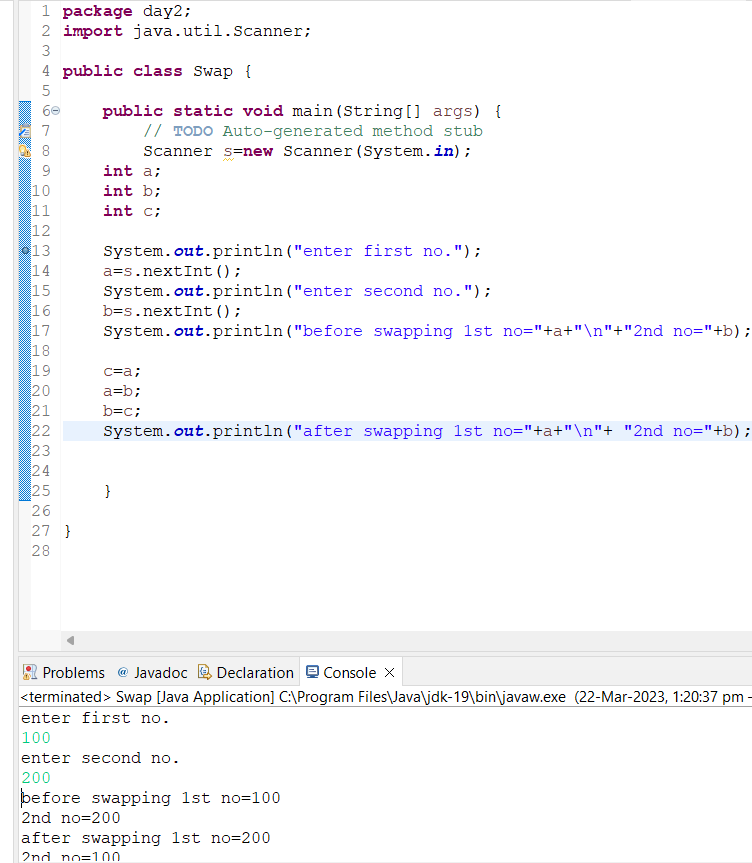 1 package day2;
2 import java.util.Scanner;
3
4 public class Swap {
5
6 public static void main(String[] args) {
7 // TODO Auto-generated method stub
8 Scanner s=new Scanner(System.in);
9 int a;
10 int b;
11 int c;
12
13 System.out.println("enter first no.");
14 a=s.nextInt();
15 System.out.println("enter second no.");
16 b=s.nextInt();
17 System.out.println("before swapping 1st no="+a+"\n"+"2nd no="+b);
18
19 c=a;
20 a=b;
21 b=c;
22 System.out.println("after swapping 1st no="+a+"\n"+ "2nd no="+b);
23
24
25 }
26
27 }
28
Problems @ Javadoc Declaration Console
<terminated> Swap [Java Application] C:\Program Files\Java\jdk-19\bin\javaw.exe (22-Mar-2023, 1:20:37 pm –
enter first no.
100
enter second no.
200
before swapping 1st no=100
2nd no=200
after swapping 1st no=200
2nd no=100